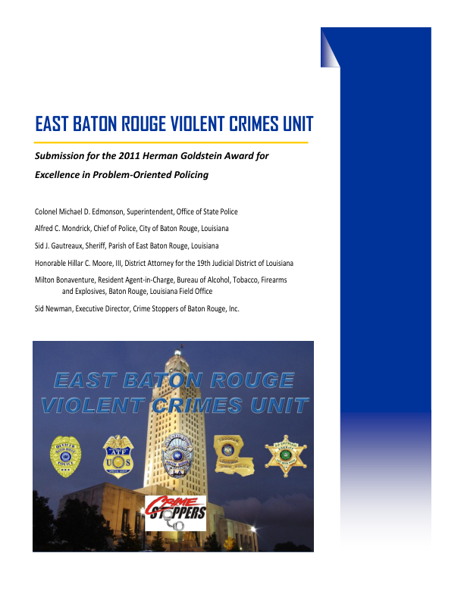 EAST BATON ROUGE VIOLENT CRIMES UNIT
Submission for the 2011 Herman Goldstein Award for
Excellence in Problem-Oriented Policing
Colonel Michael D. Edmonson, Superintendent, Office of State Police
Alfred C. Mondrick, Chief of Police, City of Baton Rouge, Louisiana
Sid J. Gautreaux, Sheriff, Parish of East Baton Rouge, Louisiana
Honorable Hillar C. Moore, III, District Attorney for the 19th Judicial District of Louisiana
Milton Bonaventure, Resident Agent-in-Charge, Bureau of Alcohol, Tobacco, Firearms
and Explosives, Baton Rouge, Louisiana Field Office
Sid Newman, Executive Director, Crime Stoppers of Baton Rouge, Inc.
EAST BATON ROUGE
VIOLENT CRIMES UNIT
OFFICER
POLICE
ATF
U S
CRIME
STOPPERS